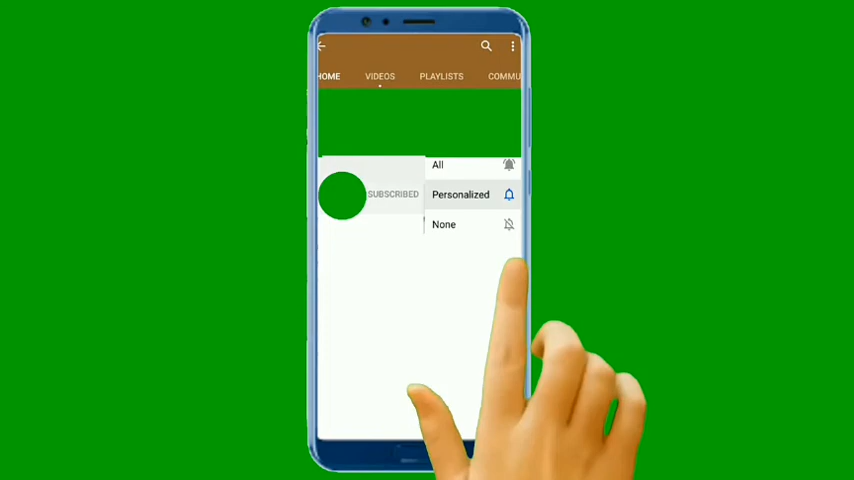 HOME VIDEOS PLAYLISTS COMMU
All
SUBSCRIBED Personalized
None